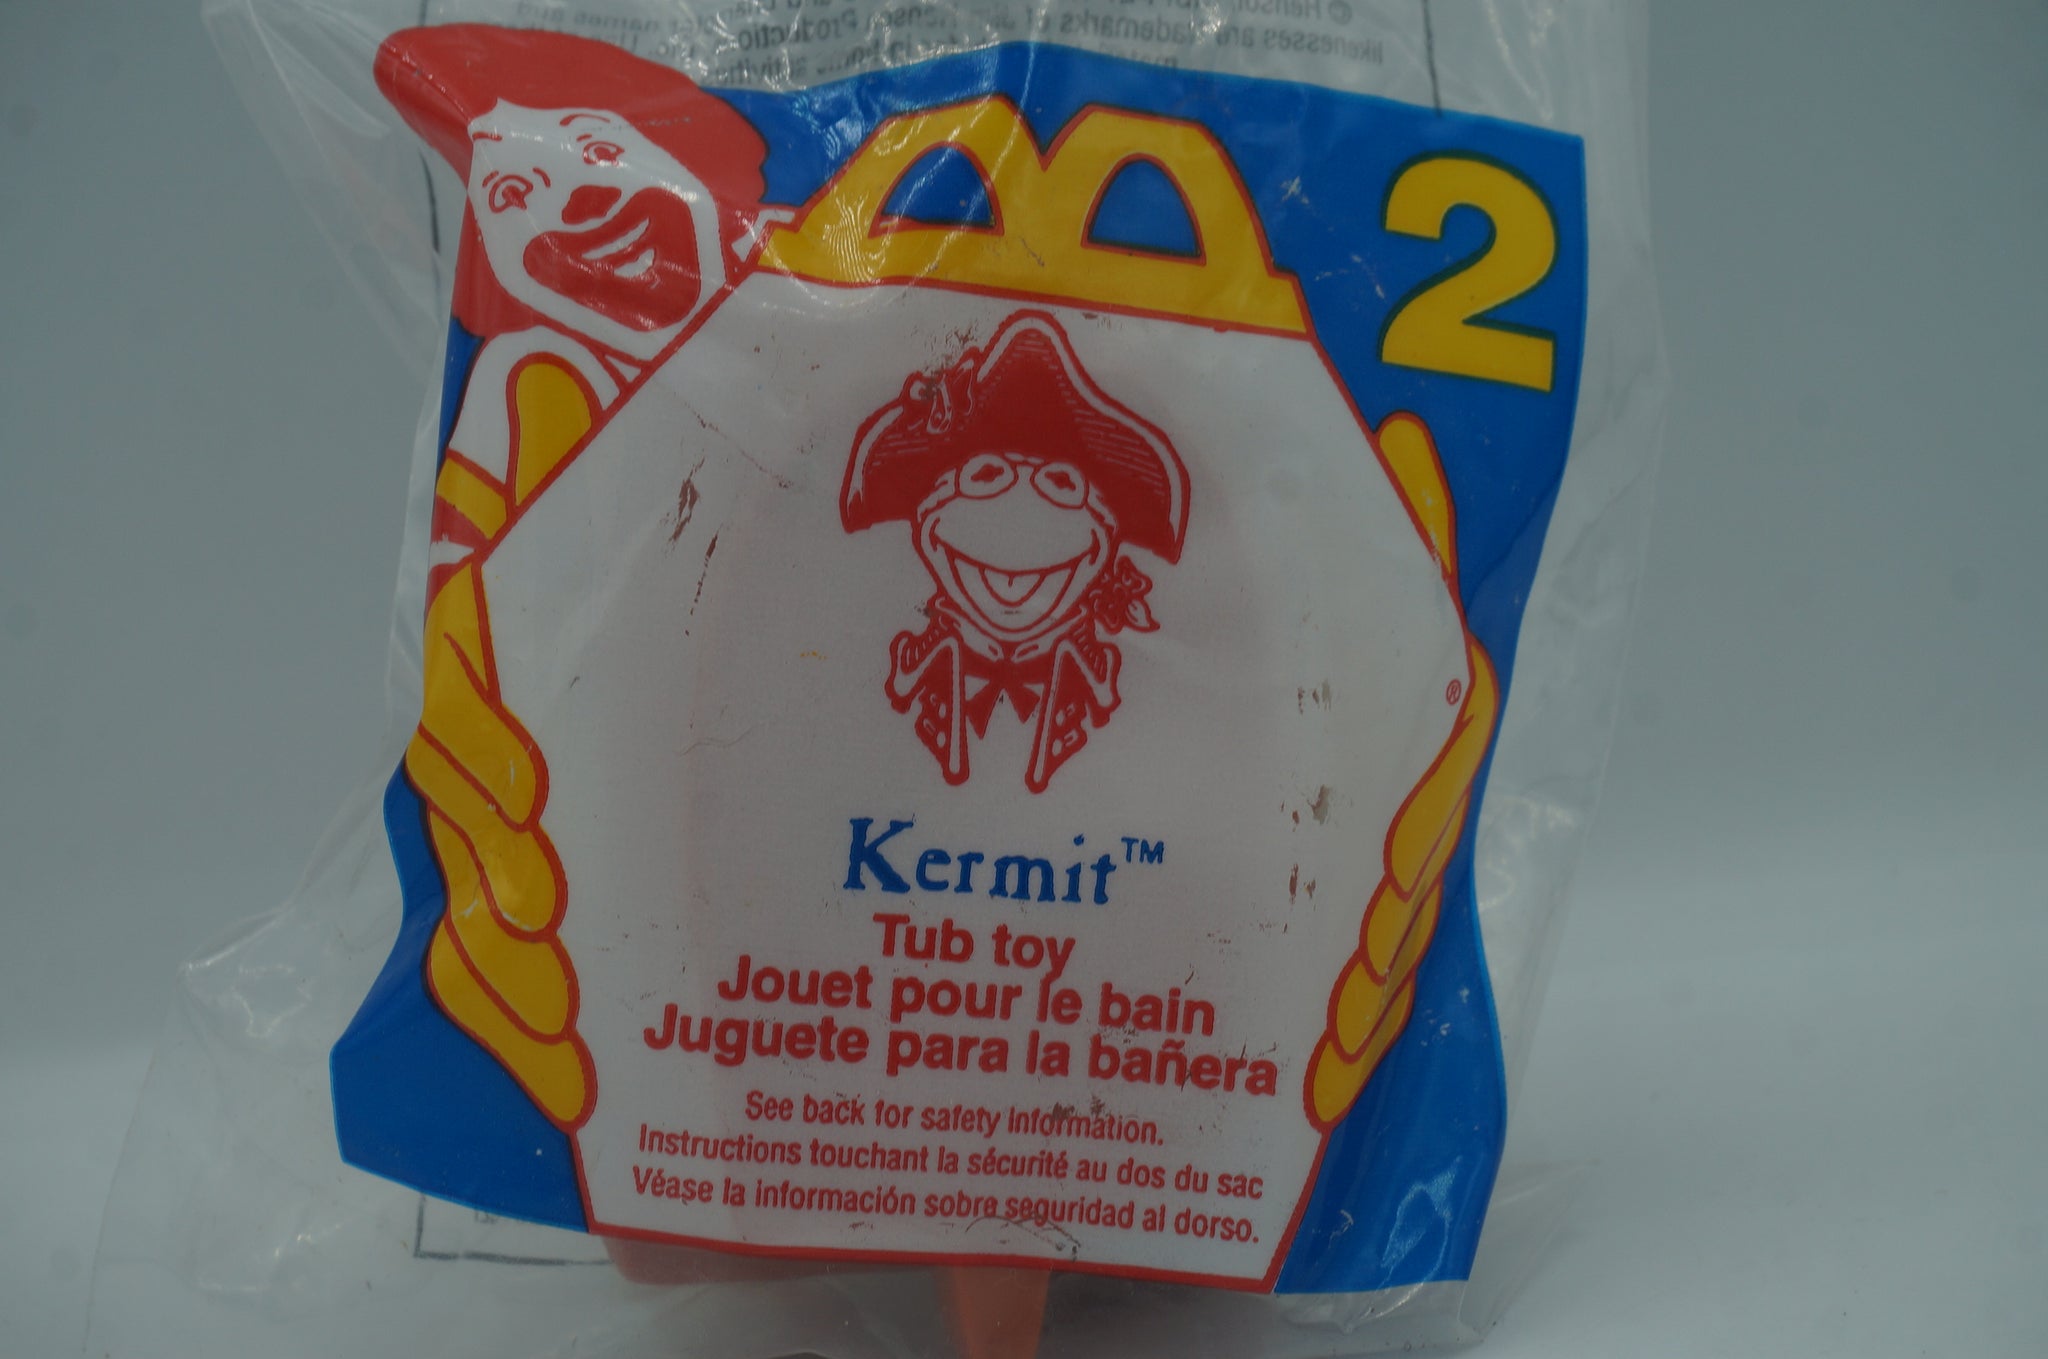 2
Kermit™
Tub toy
Jouet pour le bain
Juguete para la bañera
See back for safety information.
Instructions touchant la sécurité au dos du sac
Véase la información sobre seguridad al dorso.
®